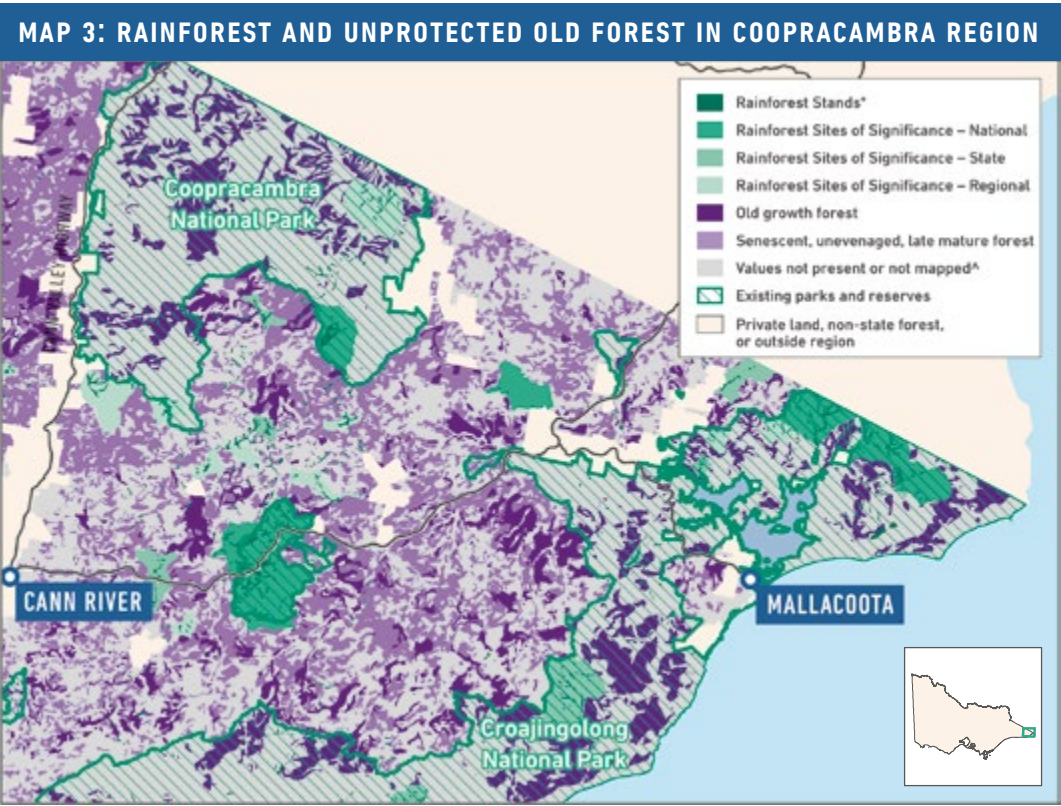 MAP 3: RAINFOREST AND UNPROTECTED OLD FOREST IN COOPRACAMBRA REGION
Rainforest Stands*
Rainforest Sites of Significance – National
Rainforest Sites of Significance – State
Rainforest Sites of Significance – Regional
Old growth forest
Senescent, unevenaged, late mature forest
Values not present or not mapped^
Existing parks and reserves
Private land, non-state forest,
or outside region
Coopracambra
National Park
CANN RIVER
MALLACOOTA
Croajingolong
National Park